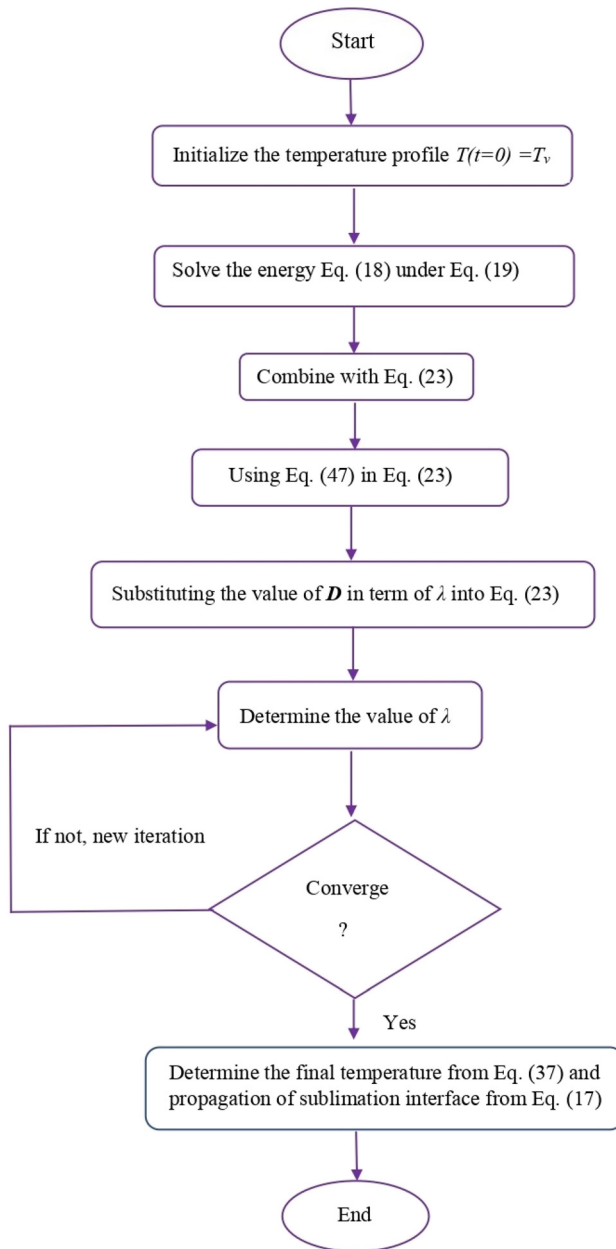 Start
Initialize the temperature profile T(t=0) =Tᵥ
Solve the energy Eq. (18) under Eq. (19)
Combine with Eq. (23)
Using Eq. (47) in Eq. (23)
Substituting the value of D in term of λ into Eq. (23)
Determine the value of λ
If not, new iteration
Converge
?
Yes
Determine the final temperature from Eq. (37) and
propagation of sublimation interface from Eq. (17)
End